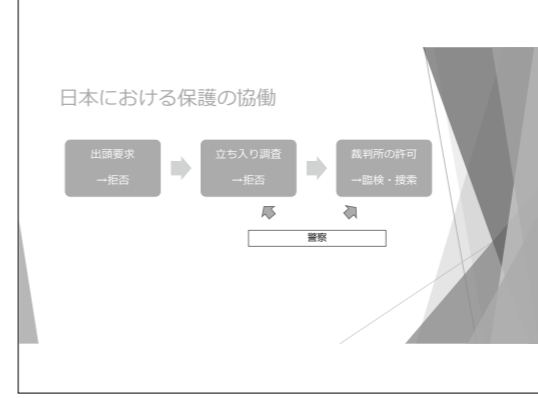 日本における保護の協働
出頭要求
→拒否
立ち入り調査
→拒否
裁判所の許可
→臨検・捜索
警察